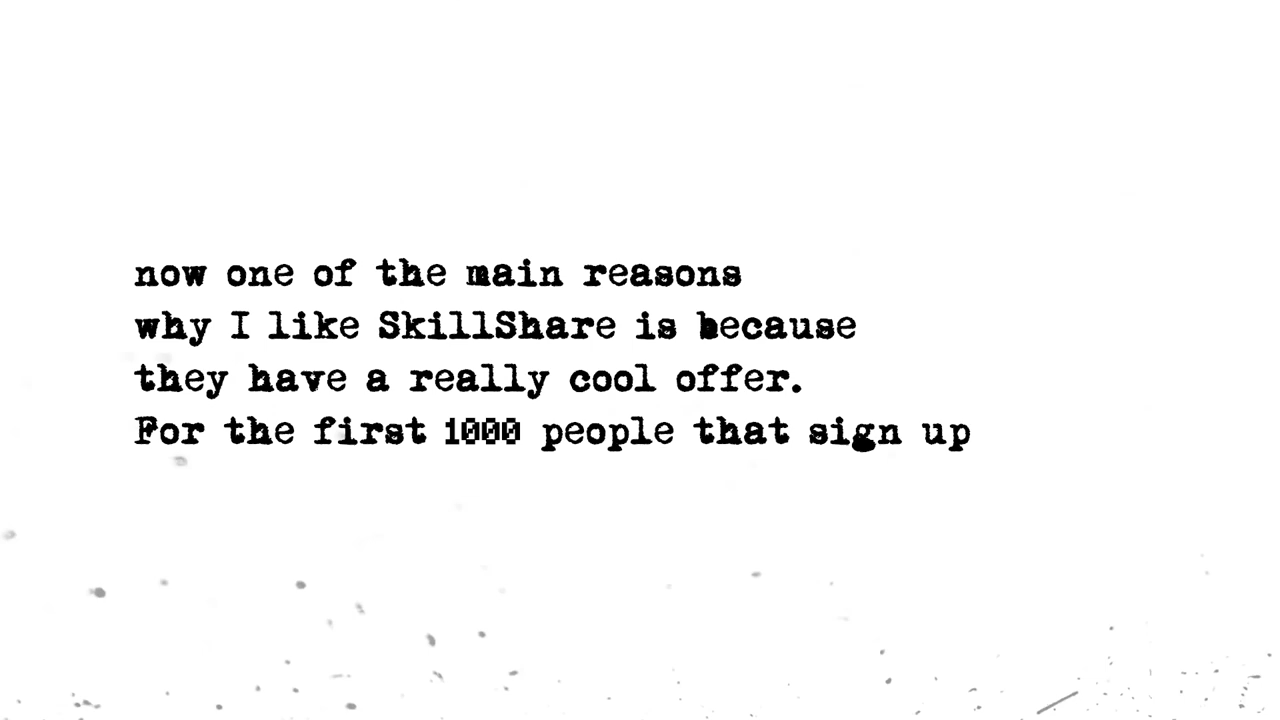 now one of the main reasons
why I like SkillShare is because
they have a really cool offer.
For the first 1000 people that sign up